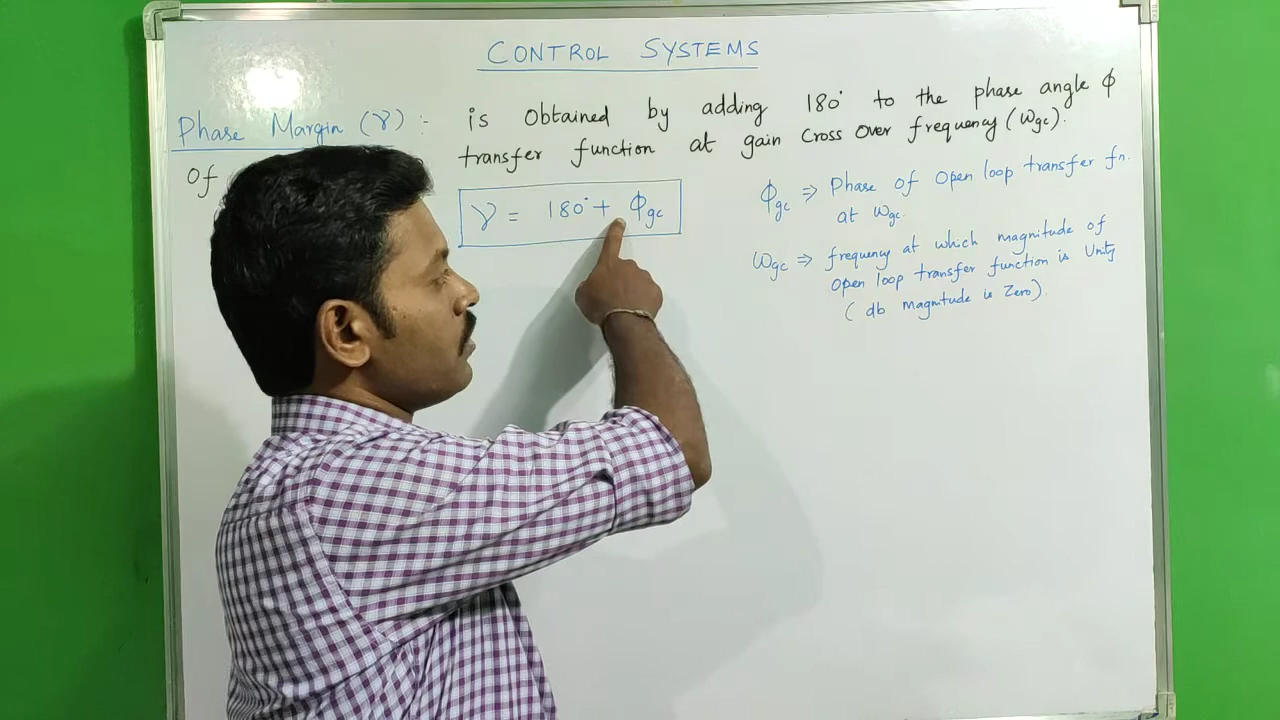 CONTROL SYSTEMS
Phase Margin (γ) :- is Obtained by adding 180° to the phase angle ϕ
Of transfer function at gain Cross Over frequency (ωgc).
γ = 180° + ϕgc
ϕgc ⇒ Phase of Open loop transfer fn.
at ωgc.
ωgc ⇒ frequency at which magnitude of
Open loop transfer function is Unity
( db magnitude is Zero).